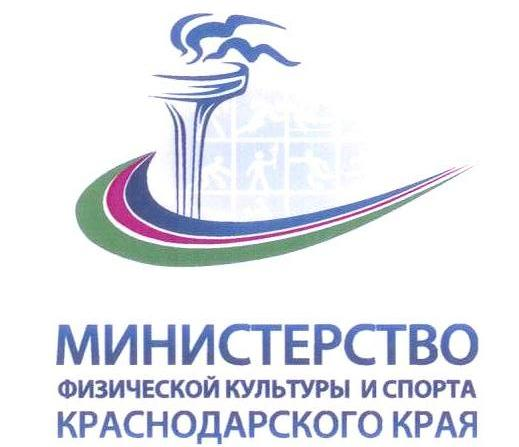 МИНИСТЕРСТВО
ФИЗИЧЕСКОЙ КУЛЬТУРЫ И СПОРТА
КРАСНОДАРСКОГО КРАЯ